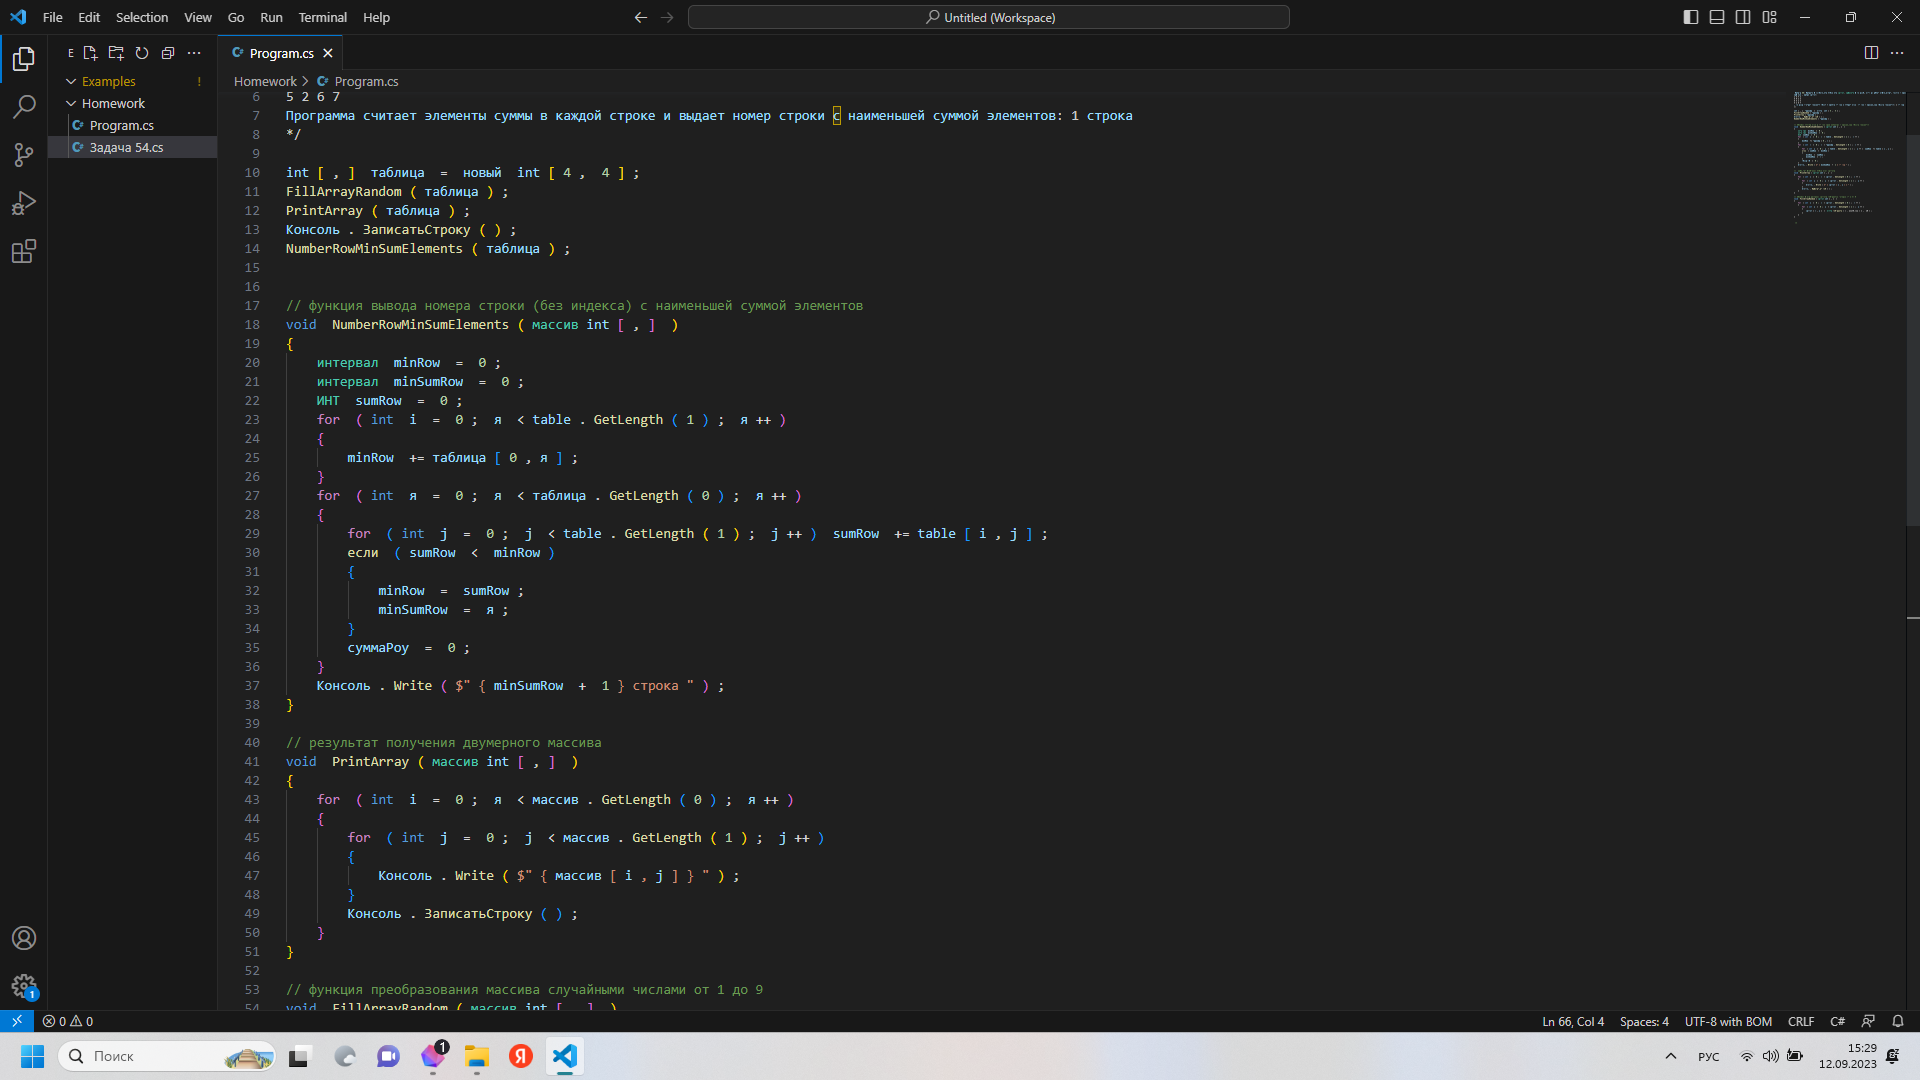 File Edit Selection View Go Run Terminal Help
Untitled (Workspace)
E
Program.cs
Examples !
Homework > Program.cs
Homework
Program.cs
Задача 54.cs
6 5 2 6 7
7 Программа считает элементы суммы в каждой строке и выдает номер строки с наименьшей суммой элементов: 1 строка
8 */
9
10 int [ , ] таблица = новый int [ 4 , 4 ] ;
11 FillArrayRandom ( таблица ) ;
12 PrintArray ( таблица ) ;
13 Консоль . ЗаписатьСтроку ( ) ;
14 NumberRowMinSumElements ( таблица ) ;
15
16
17 // функция вывода номера строки (без индекса) с наименьшей суммой элементов
18 void NumberRowMinSumElements ( массив int [ , ] )
19 {
20 интервал minRow = 0 ;
21 интервал minSumRow = 0 ;
22 ИНТ sumRow = 0 ;
23 for ( int i = 0 ; я < table . GetLength ( 1 ) ; я ++ )
24 {
25 minRow += таблица [ 0 , я ] ;
26 }
27 for ( int я = 0 ; я < таблица . GetLength ( 0 ) ; я ++ )
28 {
29 for ( int j = 0 ; j < table . GetLength ( 1 ) ; j ++ ) sumRow += table [ i , j ] ;
30 если ( sumRow < minRow )
31 {
32 minRow = sumRow ;
33 minSumRow = я ;
34 }
35 суммаРоу = 0 ;
36 }
37 Консоль . Write ( $" { minSumRow + 1 } строка " ) ;
38 }
39
40 // результат получения двумерного массива
41 void PrintArray ( массив int [ , ] )
42 {
43 for ( int i = 0 ; я < массив . GetLength ( 0 ) ; я ++ )
44 {
45 for ( int j = 0 ; j < массив . GetLength ( 1 ) ; j ++ )
46 {
47 Консоль . Write ( $" { массив [ i , j ] } " ) ;
48 }
49 Консоль . ЗаписатьСтроку ( ) ;
50 }
51 }
52
53 // функция преобразования массива случайными числами от 1 до 9
54 void FillArrayRandom ( массив int [ , ] )
1
0 0
Ln 66, Col 4 Spaces: 4 UTF-8 with BOM CRLF C#
Поиск
1
Я
РУС
15:29
12.09.2023